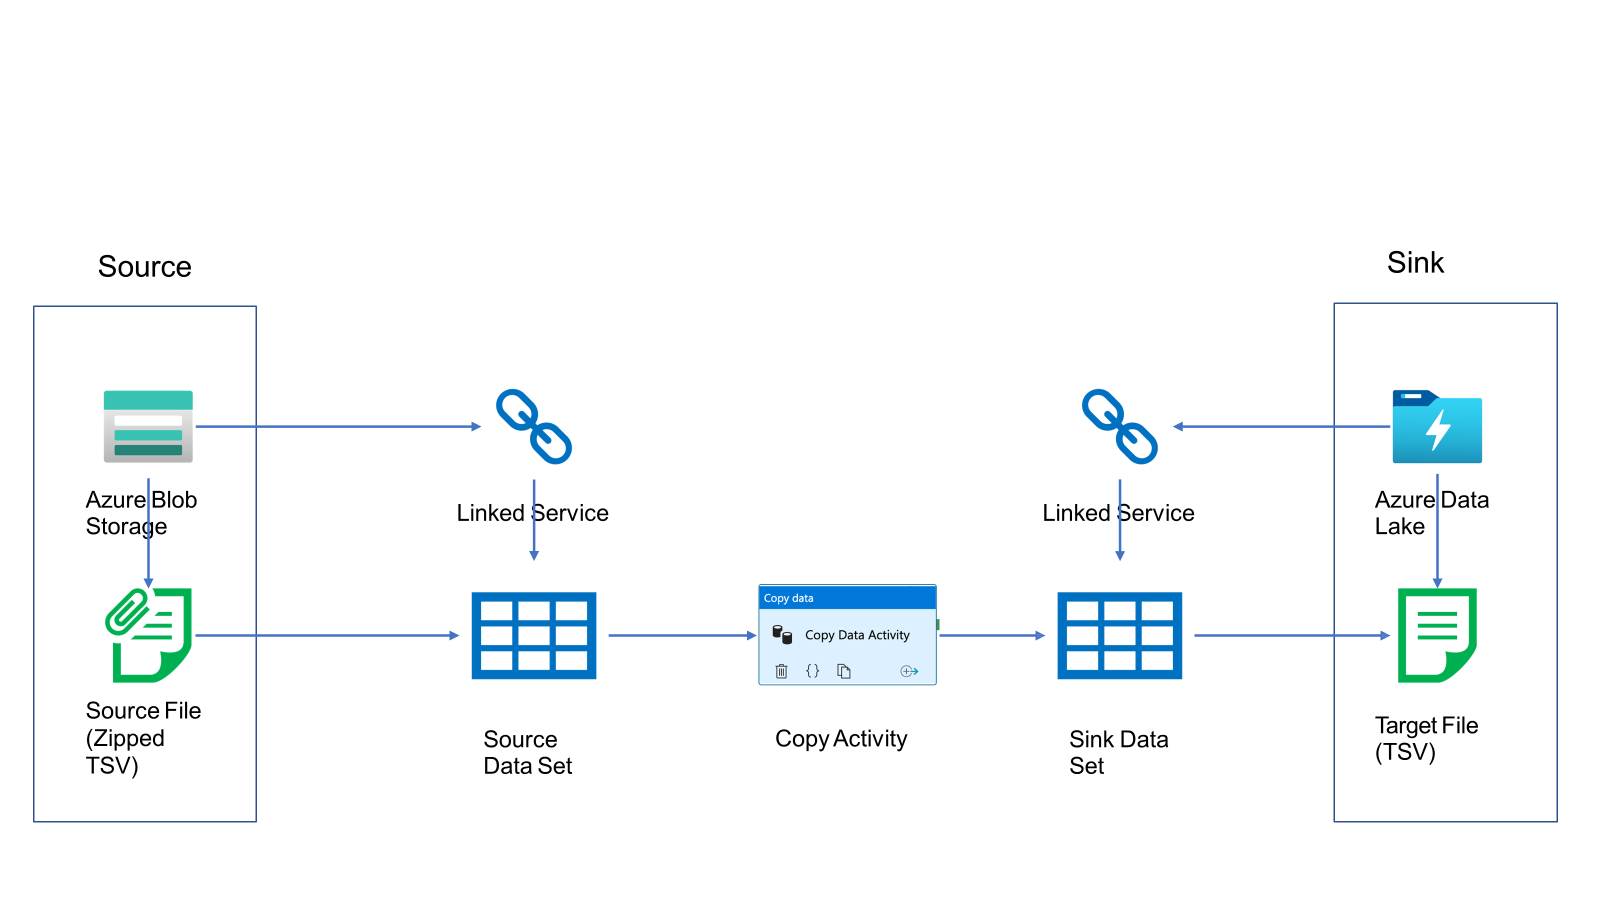 Source
Sink
Azure Blob
Storage
Linked Service
Linked Service
Azure Data
Lake
Copy data
Copy Data Activity
Source File
(Zipped
TSV)
Source
Data Set
Copy Activity
Sink Data
Set
Target File
(TSV)